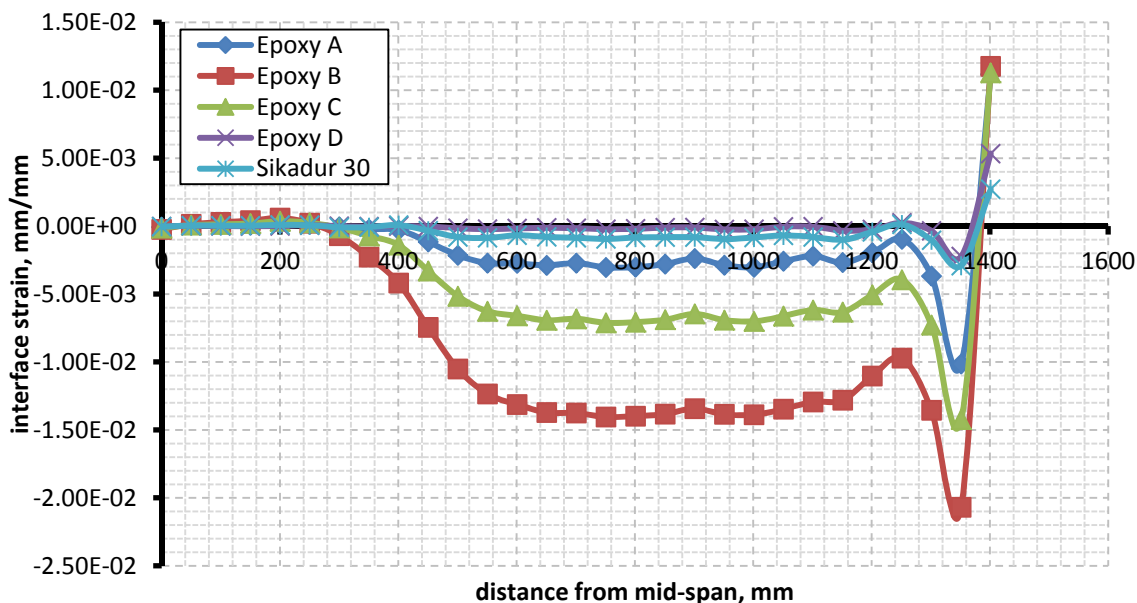 1.50E-02
Epoxy A
Epoxy B
1.00E-02
Epoxy C
Epoxy D
5.00E-03
Sikadur 30
0.00E+00
0 200 400 600 800 1000 1200 1400 1600
-5.00E-03
-1.00E-02
-1.50E-02
-2.00E-02
-2.50E-02
interface strain, mm/mm
distance from mid-span, mm